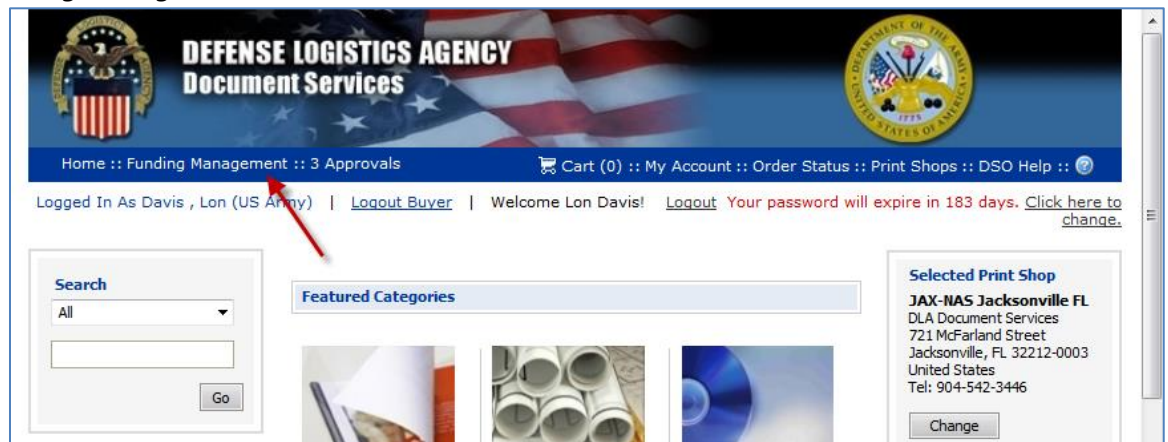 DEFENSE LOGISTICS AGENCY
Document Services
Home :: Funding Management :: 3 Approvals
Cart (0) :: My Account :: Order Status :: Print Shops :: DSO Help :: ?
Logged In As Davis , Lon (US Army) | Logout Buyer | Welcome Lon Davis! Logout Your password will expire in 183 days. Click here to
change.
Search
All
Go
Featured Categories
Selected Print Shop
JAX-NAS Jacksonville FL
DLA Document Services
721 McFarland Street
Jacksonville, FL 32212-0003
United States
Tel: 904-542-3446
Change